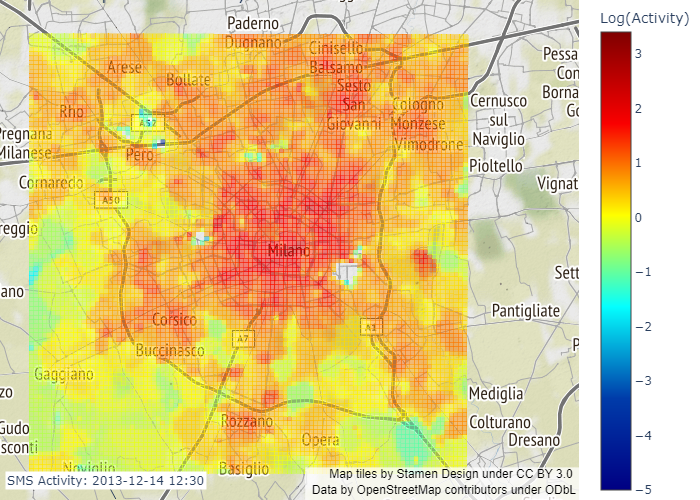 Log(Activity)
3
2
1
0
−1
−2
−3
−4
−5
Paderno
Dugnano
Cinisello
Balsamo
Arese
Bollate
Sesto
San
Giovanni
Rho
Cologno
Monzese
Cernusco
sul
Naviglio
Pessa
Con
Borna
Go
A52
Pregnana
Milanese
Pero
Vimodrone
Pioltello
Cornaredo
Vignat
A50
reggio
Milano
Sett
ano
Pantigliate
Corsico
A7
A1
Buccinasco
P
Gaggiano
zo
Mediglia
Rozzano
Colturano
Gudo
sconti
Opera
Dresano
Noviglio
Basiglio
SMS Activity: 2013-12-14 12:30
Map tiles by Stamen Design under CC BY 3.0
Data by OpenStreetMap contributors under ODbL